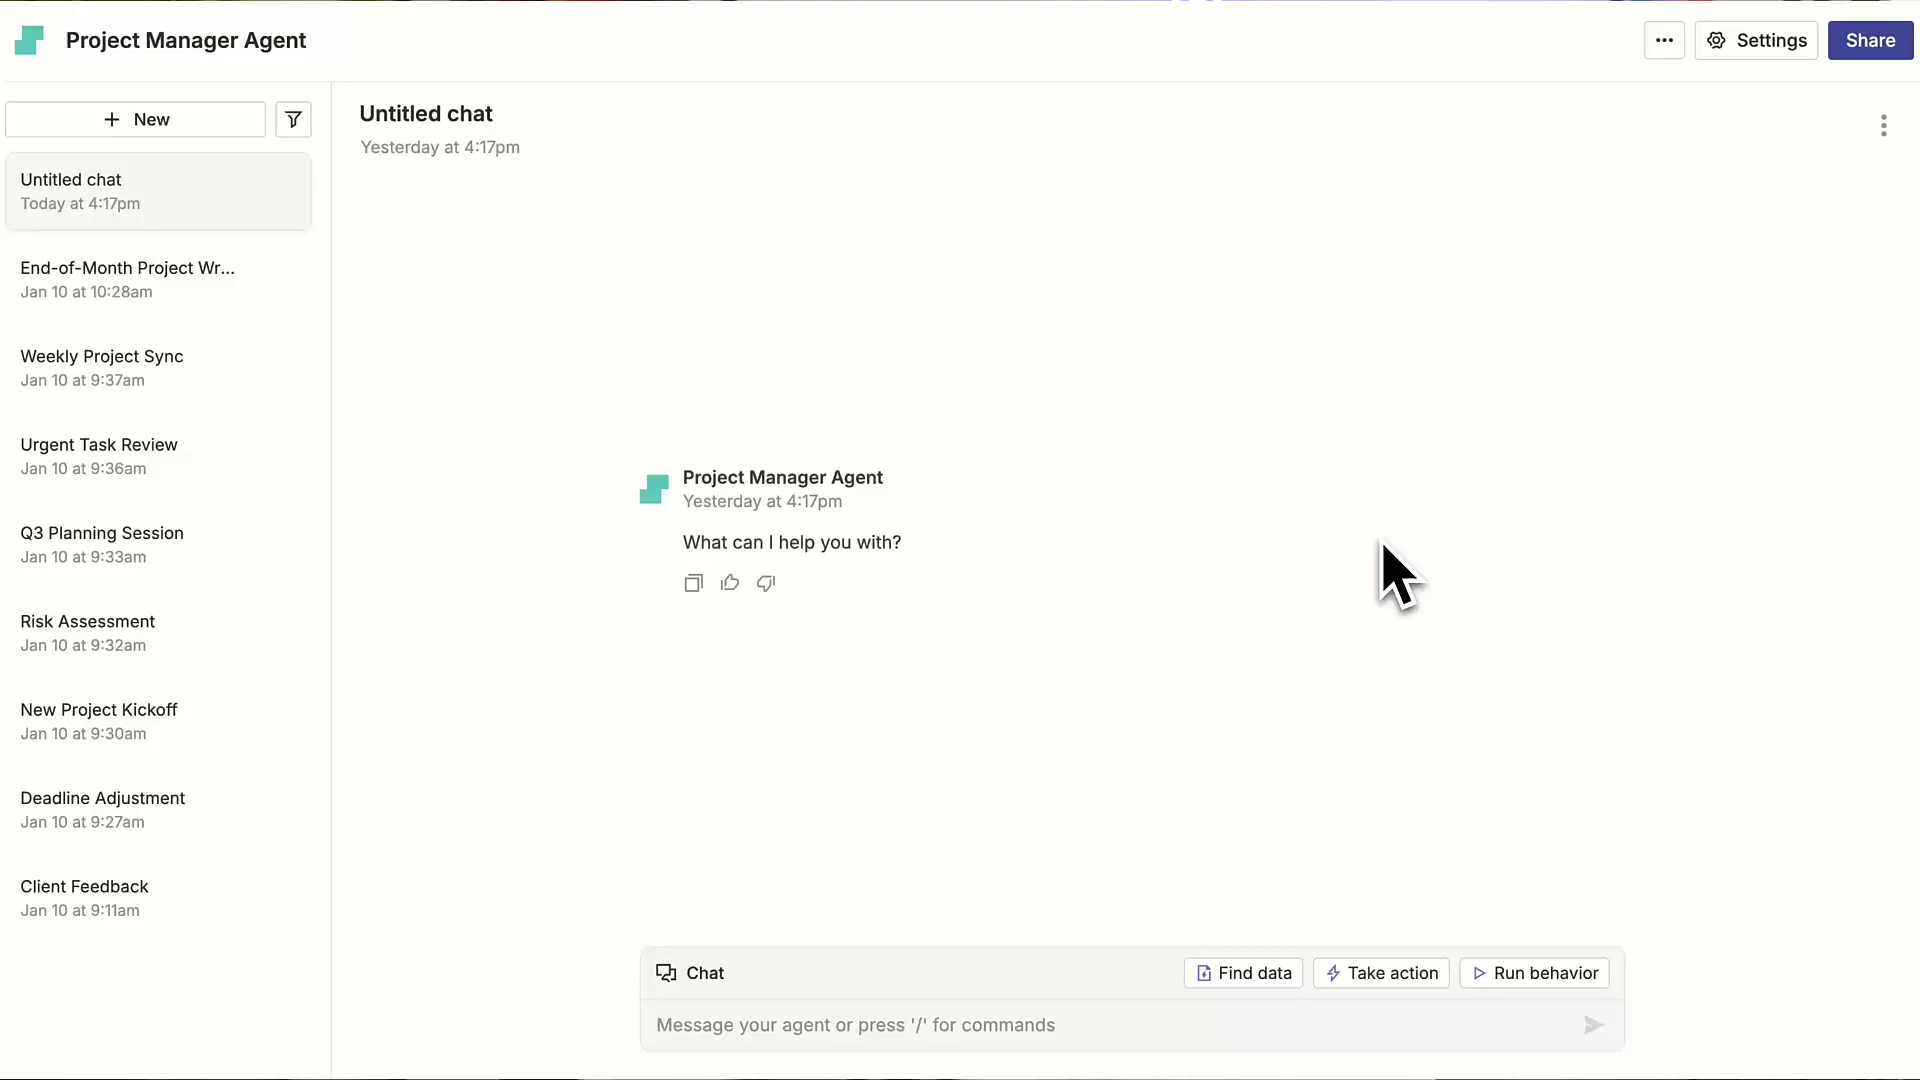 Project Manager Agent
Settings
Share
New
Untitled chat
Today at 4:17pm
End-of-Month Project Wr...
Jan 10 at 10:28am
Weekly Project Sync
Jan 10 at 9:37am
Urgent Task Review
Jan 10 at 9:36am
Q3 Planning Session
Jan 10 at 9:33am
Risk Assessment
Jan 10 at 9:32am
New Project Kickoff
Jan 10 at 9:30am
Deadline Adjustment
Jan 10 at 9:27am
Client Feedback
Jan 10 at 9:11am
Untitled chat
Yesterday at 4:17pm
Project Manager Agent
Yesterday at 4:17pm
What can I help you with?
Chat
Find data
Take action
Run behavior
Message your agent or press '/' for commands